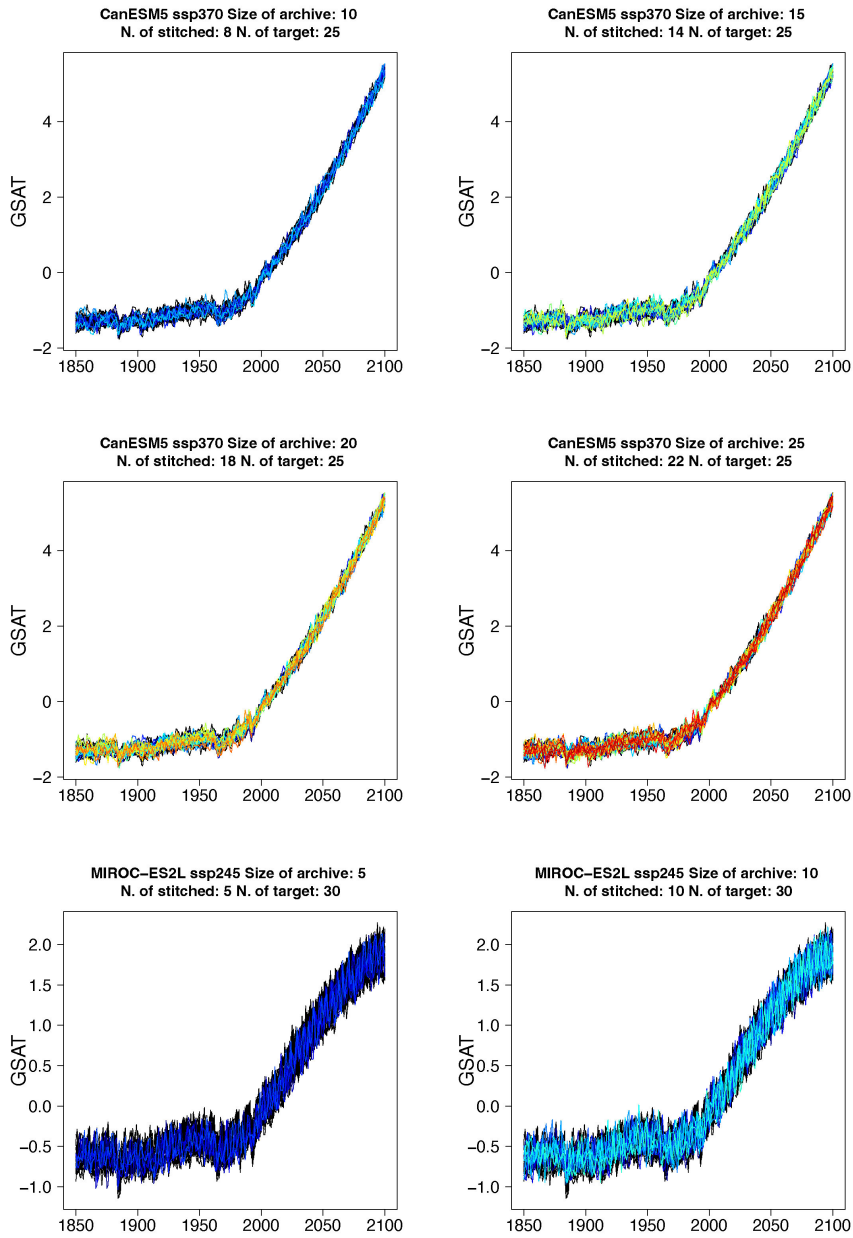 CanESM5 ssp370 Size of archive: 10
N. of stitched: 8 N. of target: 25
GSAT
4
2
0
−2
1850 1900 1950 2000 2050 2100
CanESM5 ssp370 Size of archive: 15
N. of stitched: 14 N. of target: 25
GSAT
4
2
0
−2
1850 1900 1950 2000 2050 2100
CanESM5 ssp370 Size of archive: 20
N. of stitched: 18 N. of target: 25
GSAT
4
2
0
−2
1850 1900 1950 2000 2050 2100
CanESM5 ssp370 Size of archive: 25
N. of stitched: 22 N. of target: 25
GSAT
4
2
0
−2
1850 1900 1950 2000 2050 2100
MIROC−ES2L ssp245 Size of archive: 5
N. of stitched: 5 N. of target: 30
GSAT
2.0
1.5
1.0
0.5
0.0
−0.5
−1.0
1850 1900 1950 2000 2050 2100
MIROC−ES2L ssp245 Size of archive: 10
N. of stitched: 10 N. of target: 30
GSAT
2.0
1.5
1.0
0.5
0.0
−0.5
−1.0
1850 1900 1950 2000 2050 2100